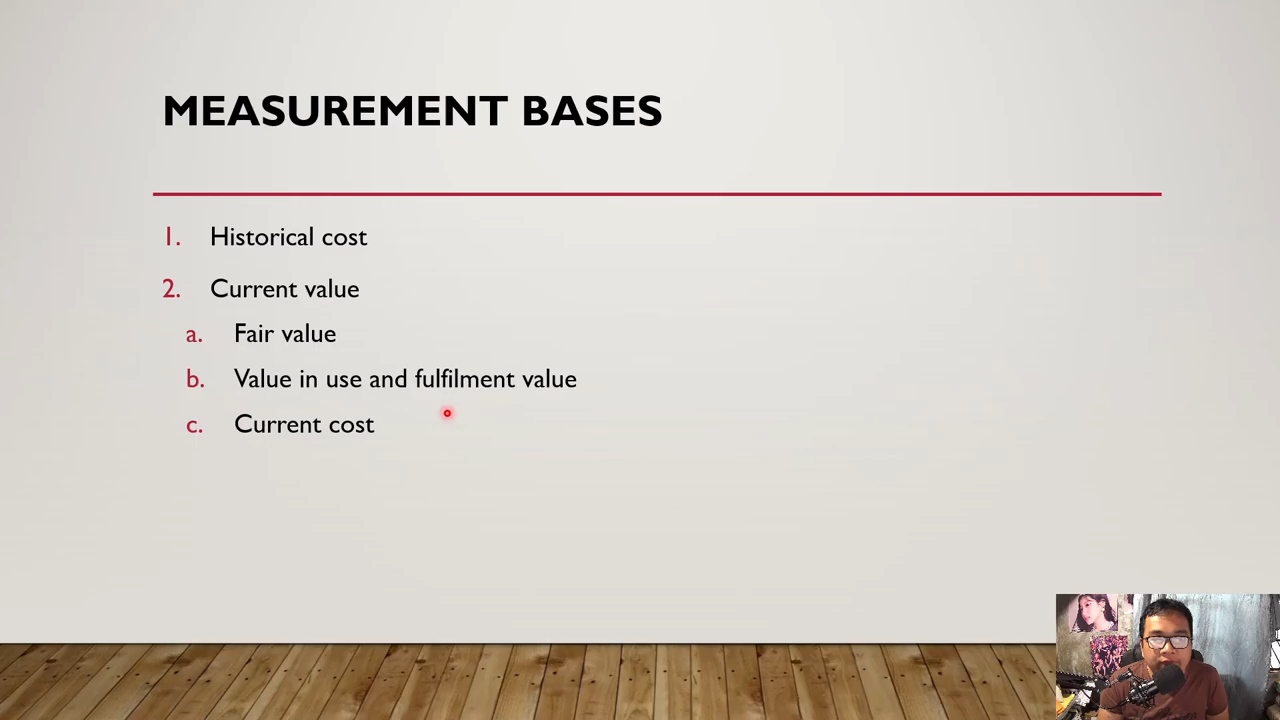 MEASUREMENT BASES
1. Historical cost
2. Current value
a. Fair value
b. Value in use and fulfilment value
c. Current cost